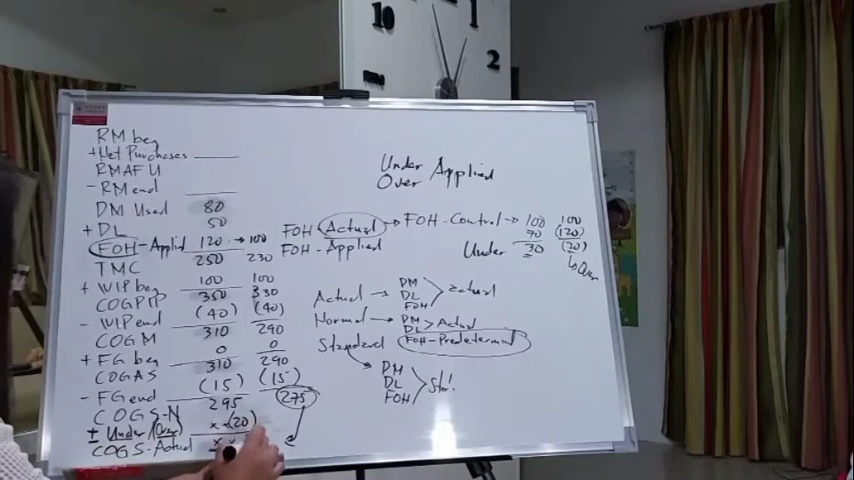 10
1
2
RM beg
+ Net Purchases
RMAFU
- RM end
DM Used 80
+ DL 50
FOH-Applied 120 → 100
TMC 250 230
+ WIP beg 100 100
COGPIP 350 330
- WIP end (40) (40)
COGM 310 290
+ FG beg 0 0
COGAS 310 290
- FG end (15) (15)
COGS-N 295 275
± Under/(Over) x (20)
COGS-Actual x x
Under
Over Applied
FOH Actual → FOH-Control → 100 100
FOH-Applied 70 (120)
Under 30 (20)
Over
Actual → DM
DL
FOH > actual
Normal → DM
DL > Actual
FOH-Predetermind
Standard → DM
DL
FOH > Std.